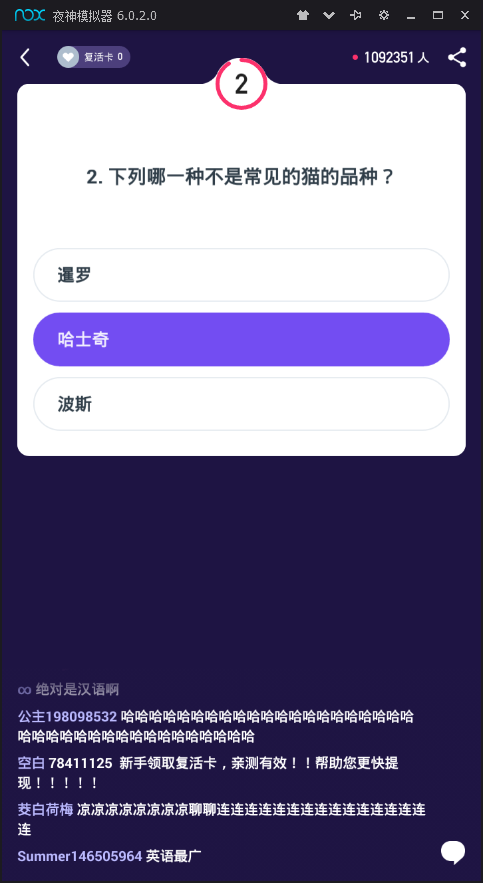 nox 夜神模拟器 6.0.2.0
复活卡 0
1092351 人
2
2. 下列哪一种不是常见的猫的品种？
暹罗
哈士奇
波斯
∞ 绝对是汉语啊
公主198098532 哈哈哈哈哈哈哈哈哈哈哈哈哈哈哈哈哈哈哈哈哈
哈哈哈哈哈哈哈哈哈哈哈哈哈哈哈哈哈
空白 78411125 新手领取复活卡，亲测有效！！帮助您更快提
现！！！！！
茭白荷梅 凉凉凉凉凉凉凉凉聊聊连连连连连连连连连连连连连连连
连
Summer146505964 英语最广